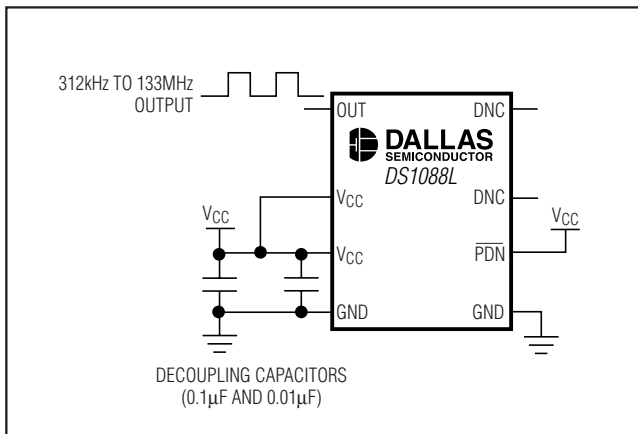 312kHz TO 133MHz
OUTPUT
OUT
DNC
DALLAS
SEMICONDUCTOR
DS1088L
VCC
DNC
VCC
VCC
VCC
PDN
GND
GND
DECOUPLING CAPACITORS
(0.1μF AND 0.01μF)